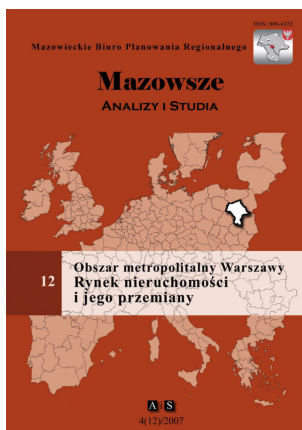 ISSN 1896-6322
Mazowieckie Biuro Planowania Regionalnego
Mazowsze
ANALIZY I STUDIA
Obszar metropolitalny Warszawy
12 Rynek nieruchomości
i jego przemiany
A i S
4(12)/2007